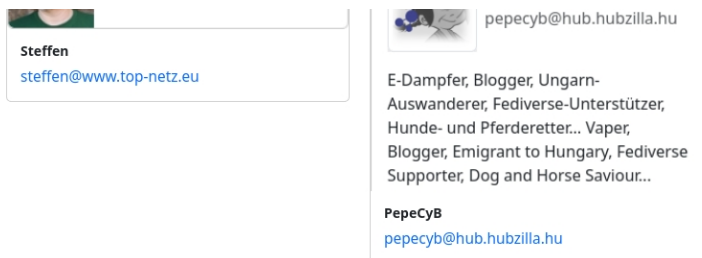 Steffen
steffen@www.top-netz.eu
pepecyb@hub.hubzilla.hu
E-Dampfer, Blogger, Ungarn-
Auswanderer, Fediverse-Unterstützer,
Hunde- und Pferderetter... Vaper,
Blogger, Emigrant to Hungary, Fediverse
Supporter, Dog and Horse Saviour...
PepeCyB
pepecyb@hub.hubzilla.hu